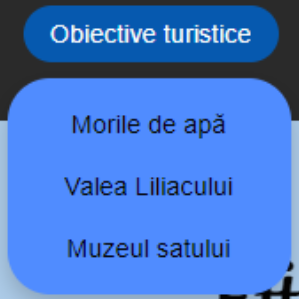 Obiective turistice
Morile de apă
Valea Liliacului
Muzeul satului